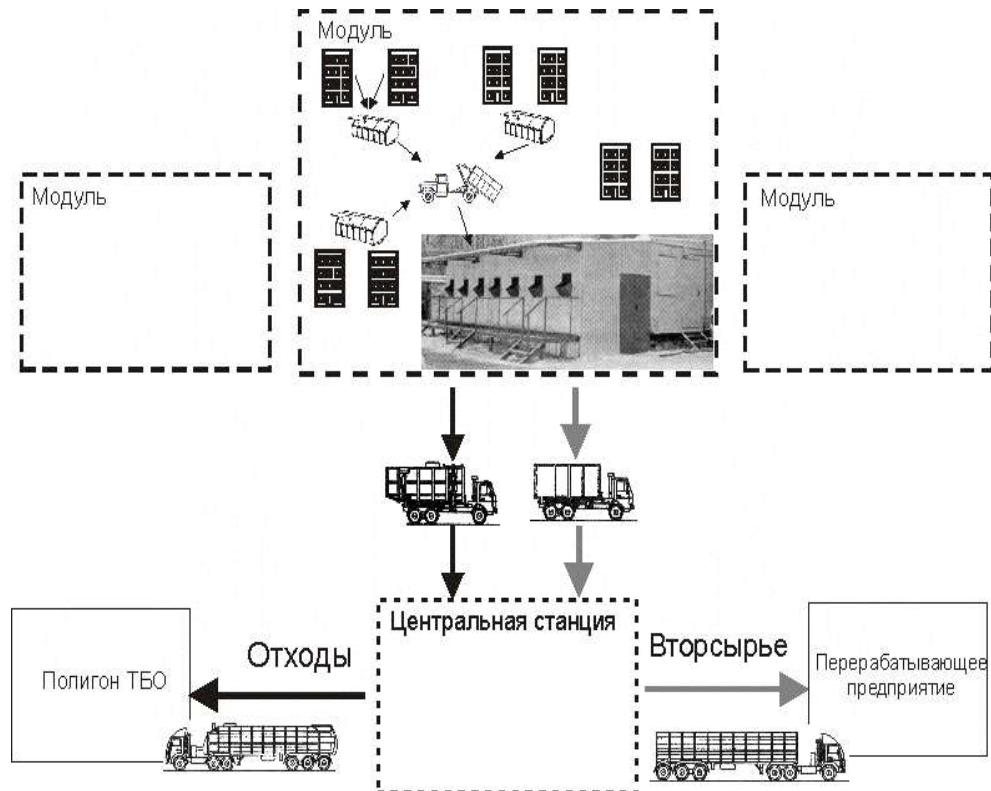 Модуль
Модуль
Модуль
Центральная станция
Отходы
Вторсырье
Полигон ТБО
Перерабатывающее
предприятие